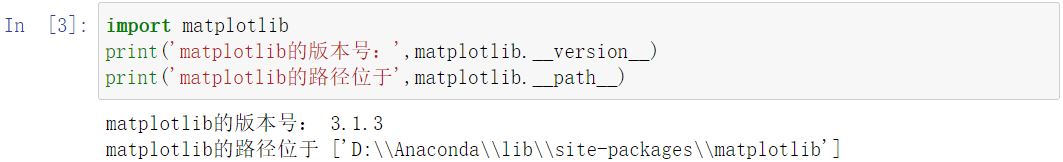 In [3]: import matplotlib
print('matplotlib的版本号：',matplotlib.__version__)
print('matplotlib的路径位于',matplotlib.__path__)
matplotlib的版本号： 3.1.3
matplotlib的路径位于 ['D:\\Anaconda\\lib\\site-packages\\matplotlib']